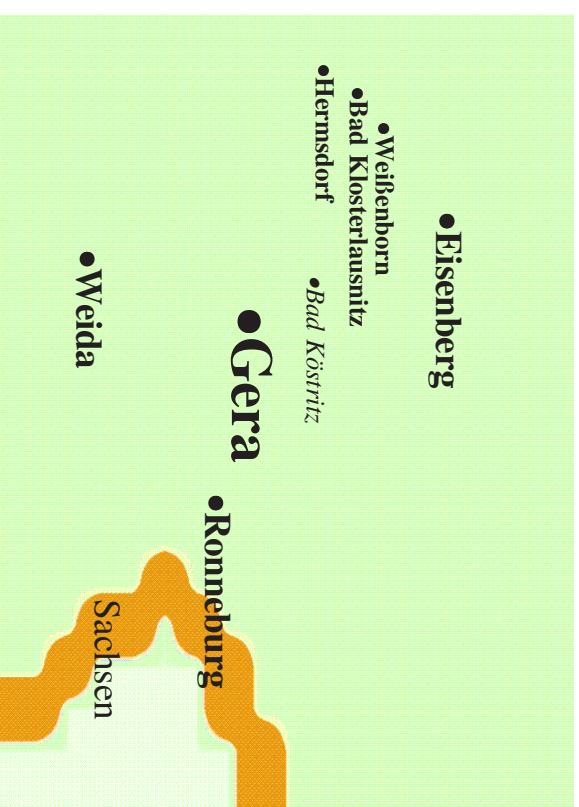 Eisenberg
Weißenborn
Bad Klosterlausnitz
Hermsdorf
Bad Köstritz
Gera
Ronneburg
Sachsen
Weida